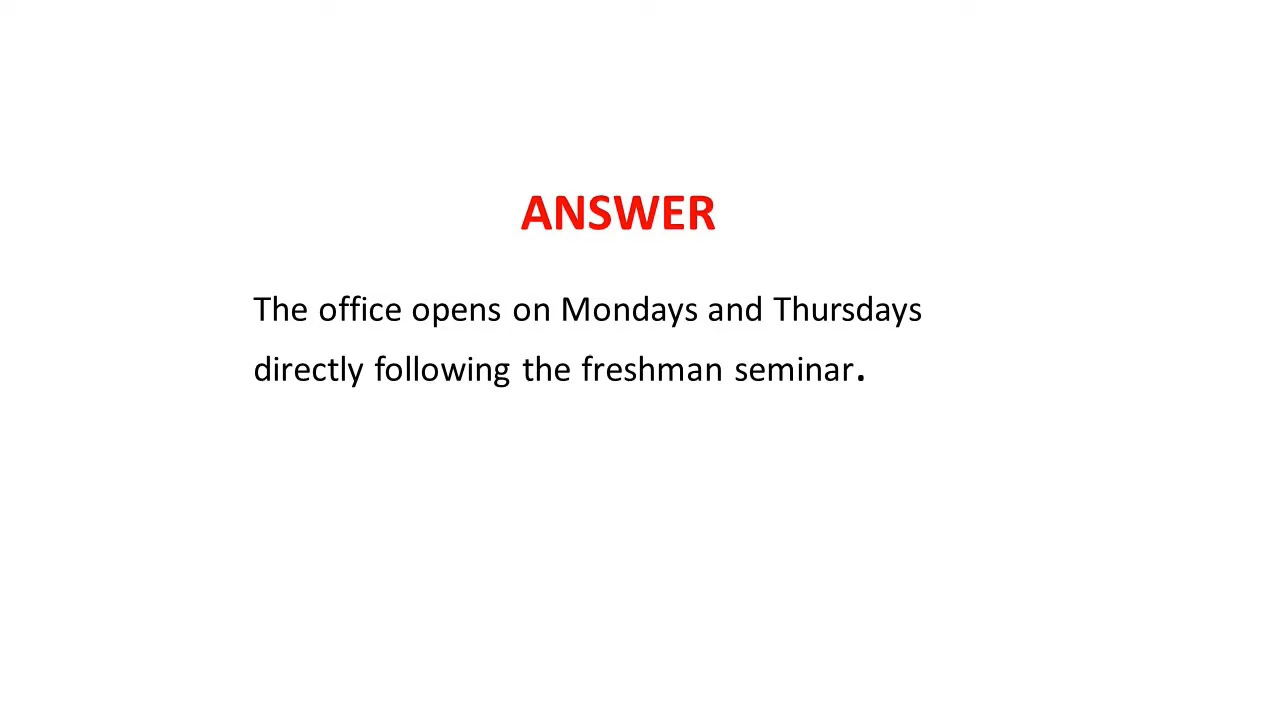 ANSWER
The office opens on Mondays and Thursdays
directly following the freshman seminar.